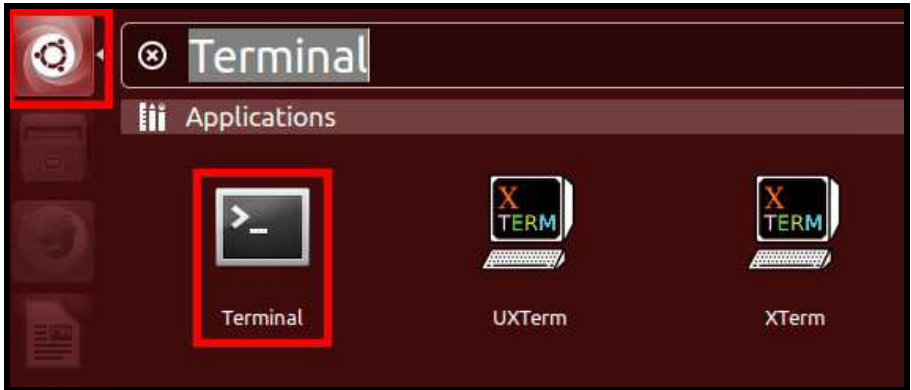 Terminal
Applications
>_
X
TERM
X
TERM
Terminal
UXTerm
XTerm